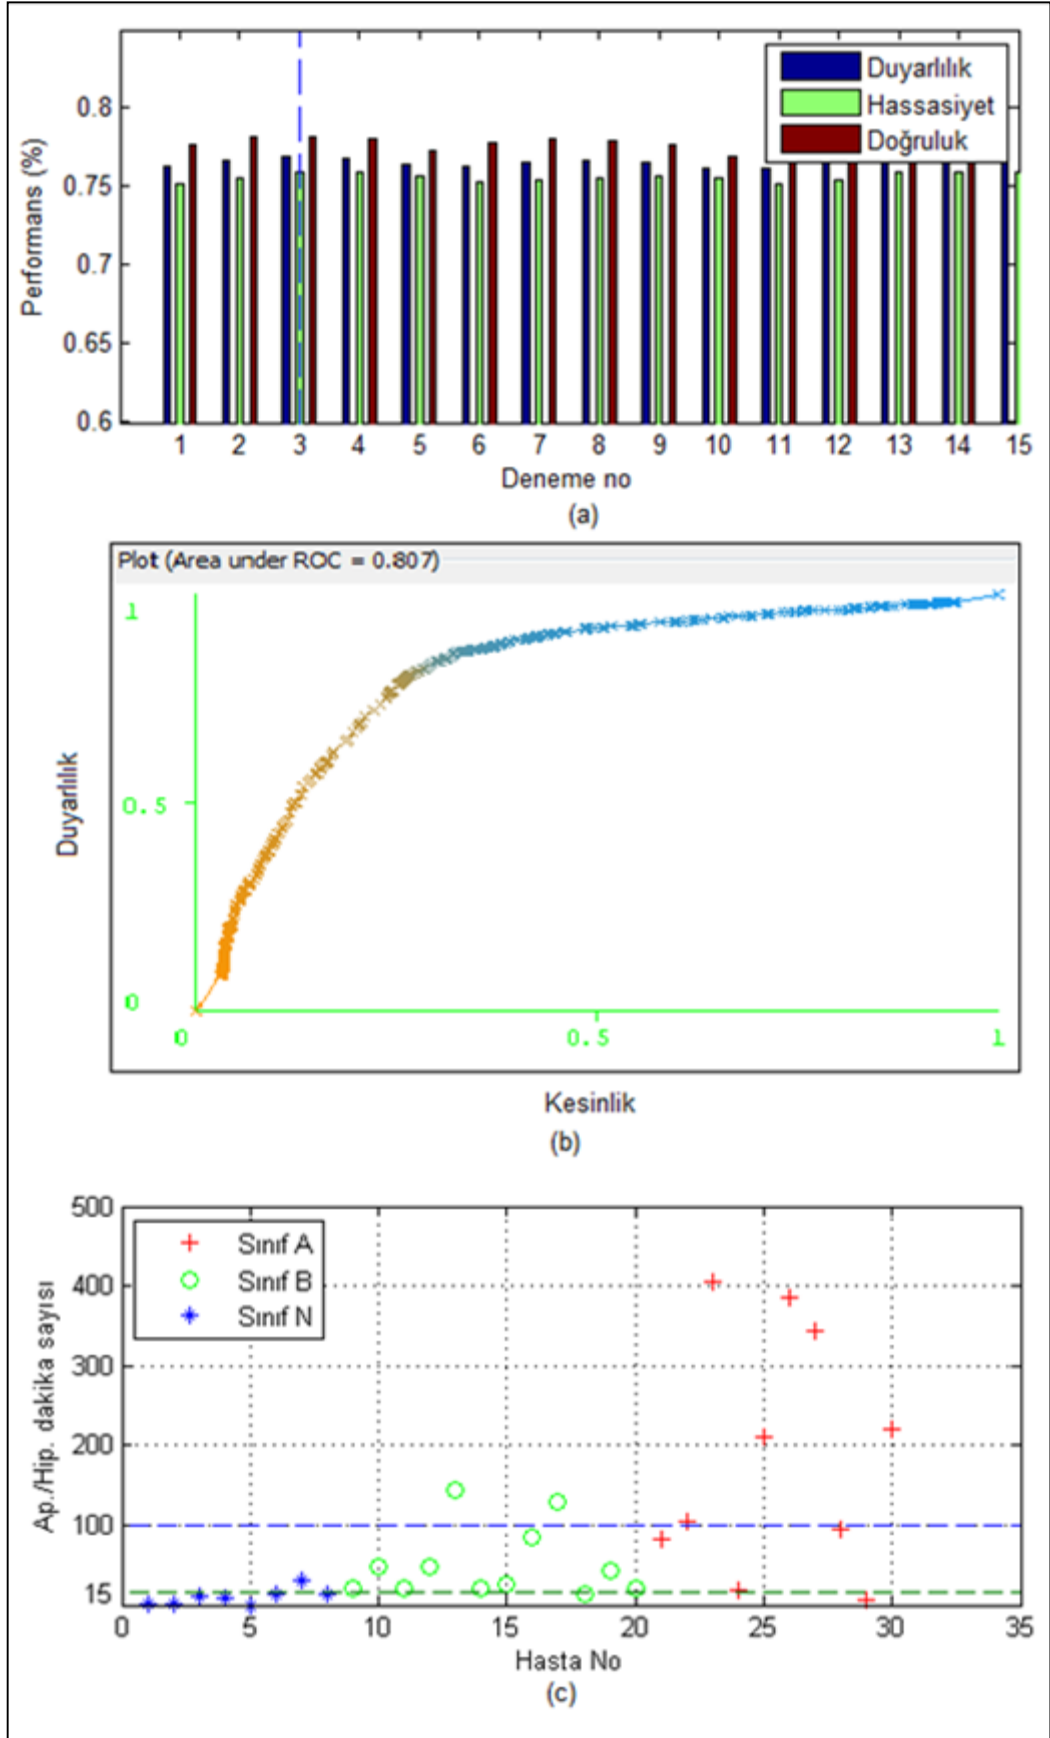 Duyarlılık
Hassasiyet
Doğruluk
0.8
0.75
0.7
0.65
0.6
Performans (%)
1 2 3 4 5 6 7 8 9 10 11 12 13 14 15
Deneme no
(a)
Plot (Area under ROC = 0.807)
1
0.5
0
Duyarlılık
0 0.5 1
Kesinlik
(b)
500
400
300
200
100
15
Ap./Hip. dakika sayısı
Sınıf A
Sınıf B
Sınıf N
0 5 10 15 20 25 30 35
Hasta No
(c)